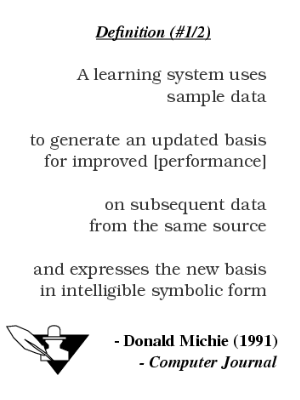 Definition (#1/2)
A learning system uses
sample data
to generate an updated basis
for improved [performance]
on subsequent data
from the same source
and expresses the new basis
in intelligible symbolic form
- Donald Michie (1991)
- Computer Journal